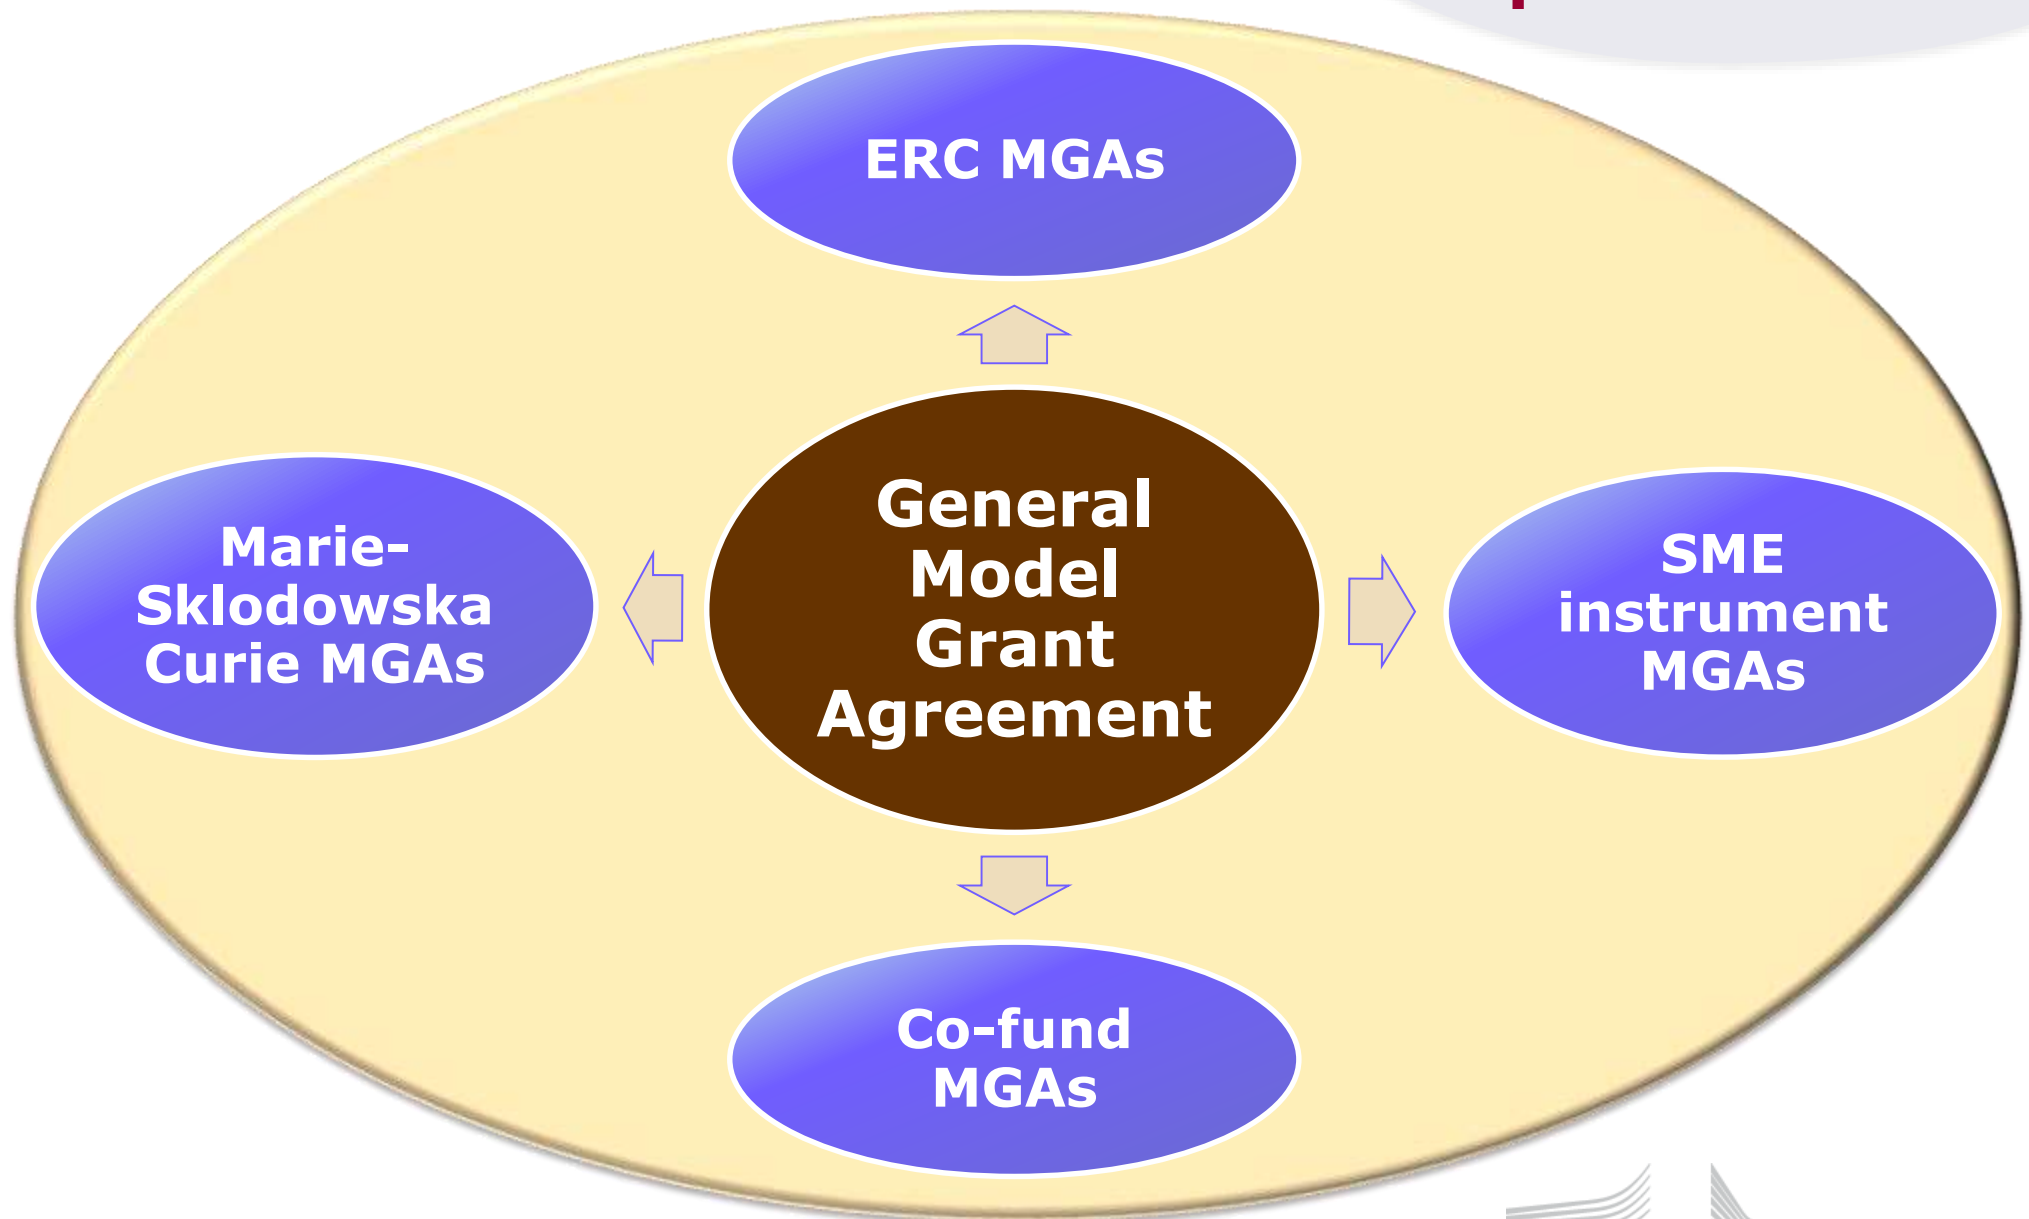 ERC MGAs
General
Model
Grant
Agreement
Marie-
Sklodowska
Curie MGAs
SME
instrument
MGAs
Co-fund
MGAs